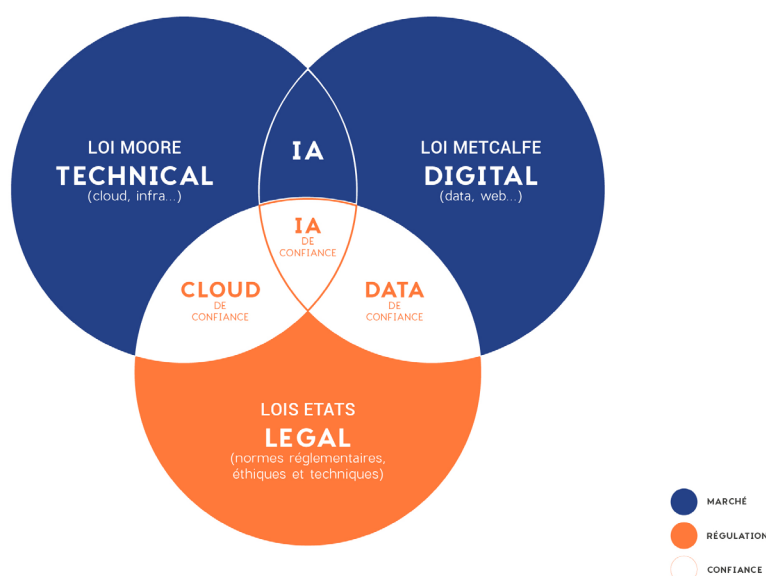 LOI MOORE
TECHNICAL
(cloud, infra...)
IA
LOI METCALFE
DIGITAL
(data, web...)
IA
DE
CONFIANCE
CLOUD
DE
CONFIANCE
DATA
DE
CONFIANCE
LOIS ETATS
LEGAL
(normes réglementaires,
éthiques et techniques)
MARCHÉ
RÉGULATION
CONFIANCE